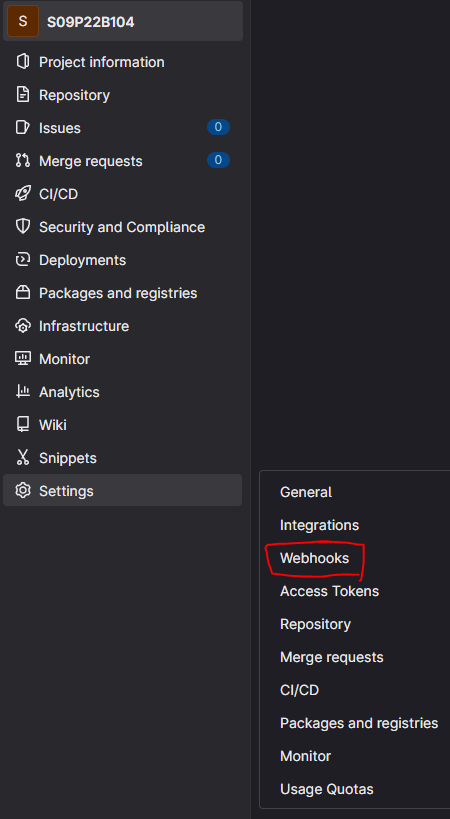 S S09P22B104
Project information
Repository
Issues 0
Merge requests 0
CI/CD
Security and Compliance
Deployments
Packages and registries
Infrastructure
Monitor
Analytics
Wiki
Snippets
Settings
General
Integrations
Webhooks
Access Tokens
Repository
Merge requests
CI/CD
Packages and registries
Monitor
Usage Quotas